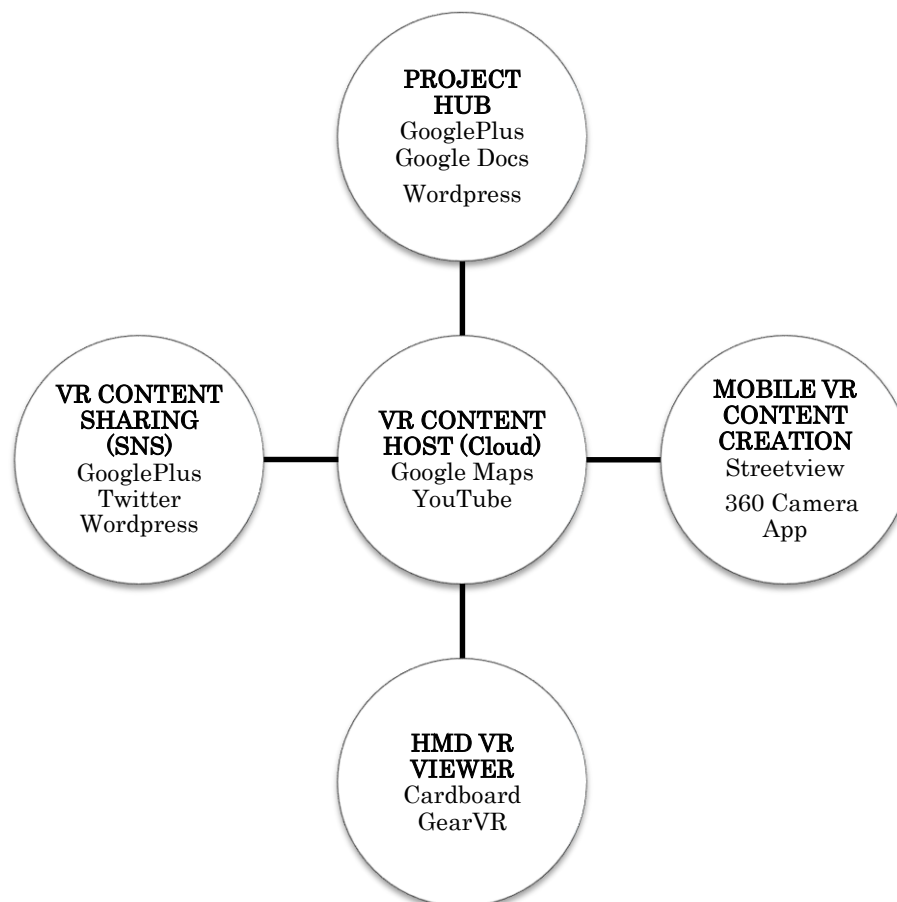 PROJECT
HUB
GooglePlus
Google Docs
Wordpress
VR CONTENT
SHARING
(SNS)
GooglePlus
Twitter
Wordpress
VR CONTENT
HOST (Cloud)
Google Maps
YouTube
MOBILE VR
CONTENT
CREATION
Streetview
360 Camera
App
HMD VR
VIEWER
Cardboard
GearVR